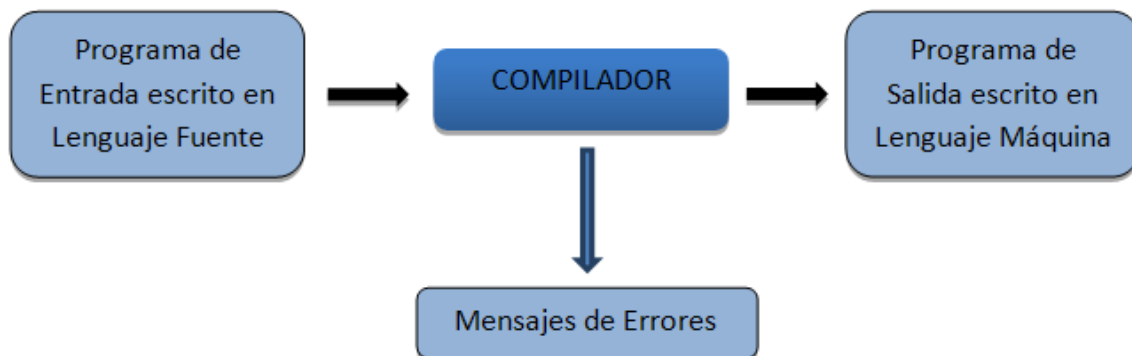 Programa de
Entrada escrito en
Lenguaje Fuente
COMPILADOR
Programa de
Salida escrito en
Lenguaje Máquina
Mensajes de Errores